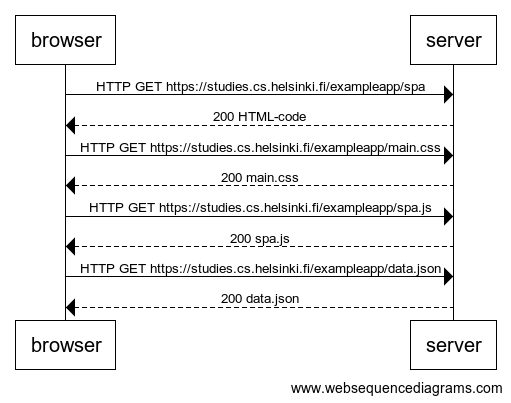 browser server
HTTP GET https://studies.cs.helsinki.fi/exampleapp/spa
200 HTML-code
HTTP GET https://studies.cs.helsinki.fi/exampleapp/main.css
200 main.css
HTTP GET https://studies.cs.helsinki.fi/exampleapp/spa.js
200 spa.js
HTTP GET https://studies.cs.helsinki.fi/exampleapp/data.json
200 data.json
browser server
www.websequencediagrams.com